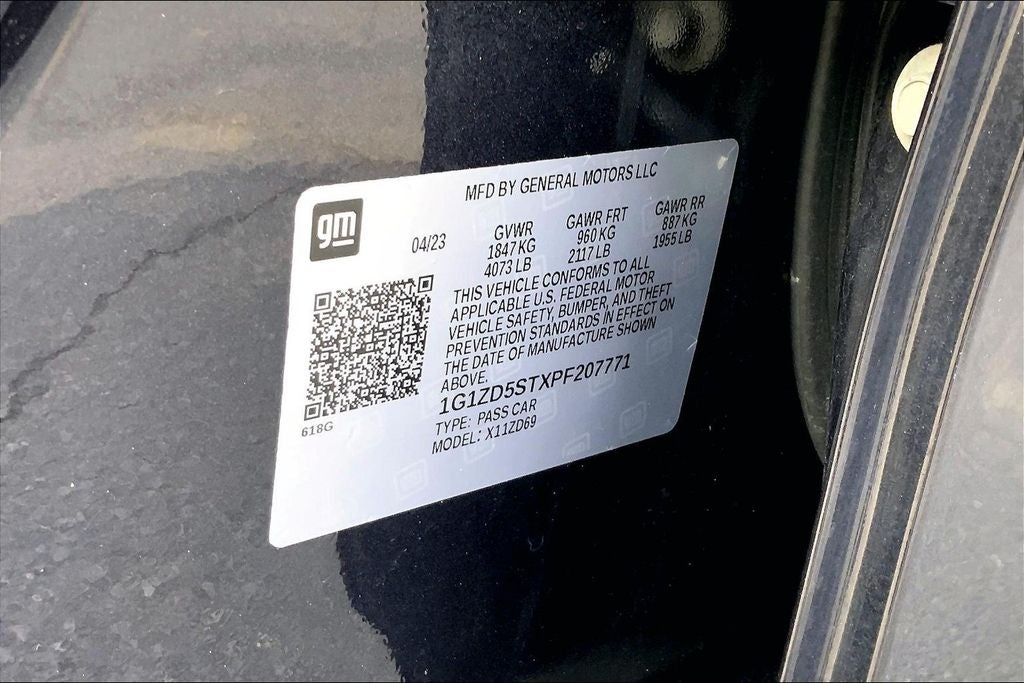 MFD BY GENERAL MOTORS LLC
gm
04/23
GVWR GAWR FRT GAWR RR
1847 KG 960 KG 887 KG
4073 LB 2117 LB 1955 LB
THIS VEHICLE CONFORMS TO ALL
APPLICABLE U.S. FEDERAL MOTOR
VEHICLE SAFETY, BUMPER, AND THEFT
PREVENTION STANDARDS IN EFFECT ON
THE DATE OF MANUFACTURE SHOWN
ABOVE.
1G1ZD5STXPF207771
TYPE: PASS CAR
MODEL: X11ZD69
618G